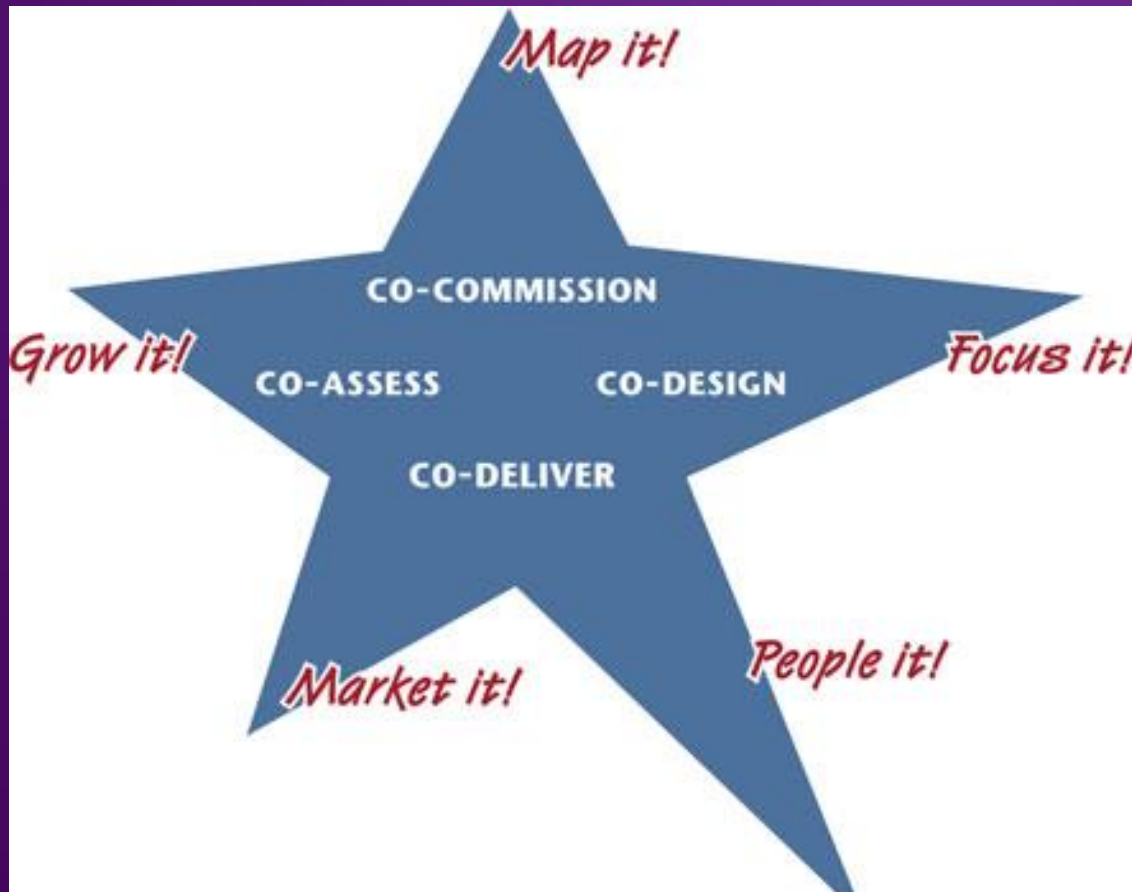 Map it!
CO-COMMISSION
Grow it!
Focus it!
CO-ASSESS
CO-DESIGN
CO-DELIVER
People it!
Market it!